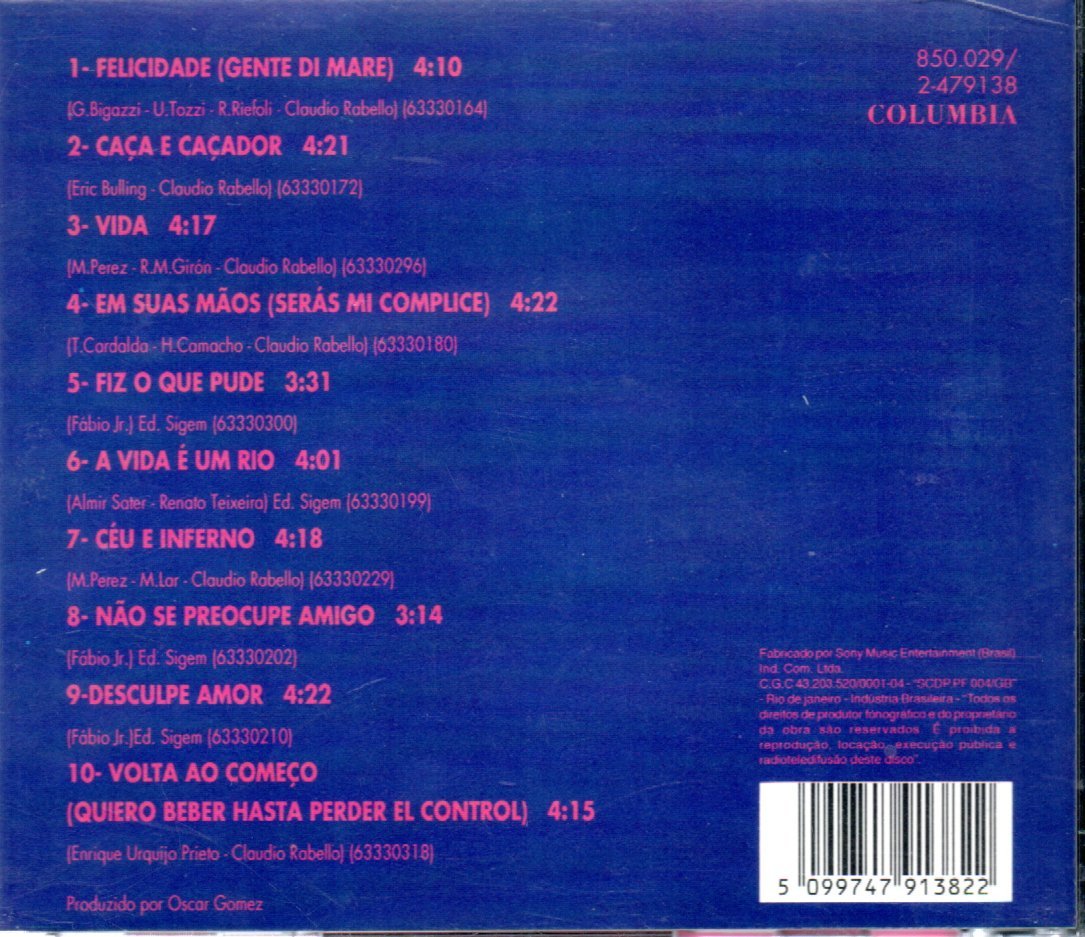 1- FELICIDADE (GENTE DI MARE) 4:10
(G.Bigazzi - U.Tozzi - R.Riefoli - Claudio Rabello) (63330164)
2- CAÇA E CAÇADOR 4:21
(Eric Bulling - Claudio Rabello) (63330172)
3- VIDA 4:17
(M.Perez - R.M.Girón - Claudio Rabello) (63330296)
4- EM SUAS MÃOS (SERÁS MI COMPLICE) 4:22
(T.Cardalda - H.Camacho - Claudio Rabello) (63330180)
5- FIZ O QUE PUDE 3:31
(Fábio Jr.) Ed. Sigem (63330300)
6- A VIDA É UM RIO 4:01
(Almir Sater - Renato Teixeira) Ed. Sigem (63330199)
7- CÉU E INFERNO 4:18
(M.Perez - M.Lar - Claudio Rabello) (63330229)
8- NÃO SE PREOCUPE AMIGO 3:14
(Fábio Jr.) Ed. Sigem (63330202)
9-DESCULPE AMOR 4:22
(Fábio Jr.)Ed. Sigem (63330210)
10- VOLTA AO COMEÇO
(QUIERO BEBER HASTA PERDER EL CONTROL) 4:15
(Enrique Urquijo Prieto - Claudio Rabello) (63330318)
Produzido por Oscar Gomez
850.029/
2-479138
COLUMBIA
Fabricado por Sony Music Entertainment (Brasil)
Ind. Com. Ltda.
C.G.C 43.203.520/0001-04 - "SCDP.PF 004/GB"
- Rio de janeiro - Indústria Brasileira - "Todos os
direitos de produtor fonográfico e do proprietário
da obra são reservados. É proibida a
reprodução, locação, execução pública e
radioteledifusão deste disco".
5 099747 913822